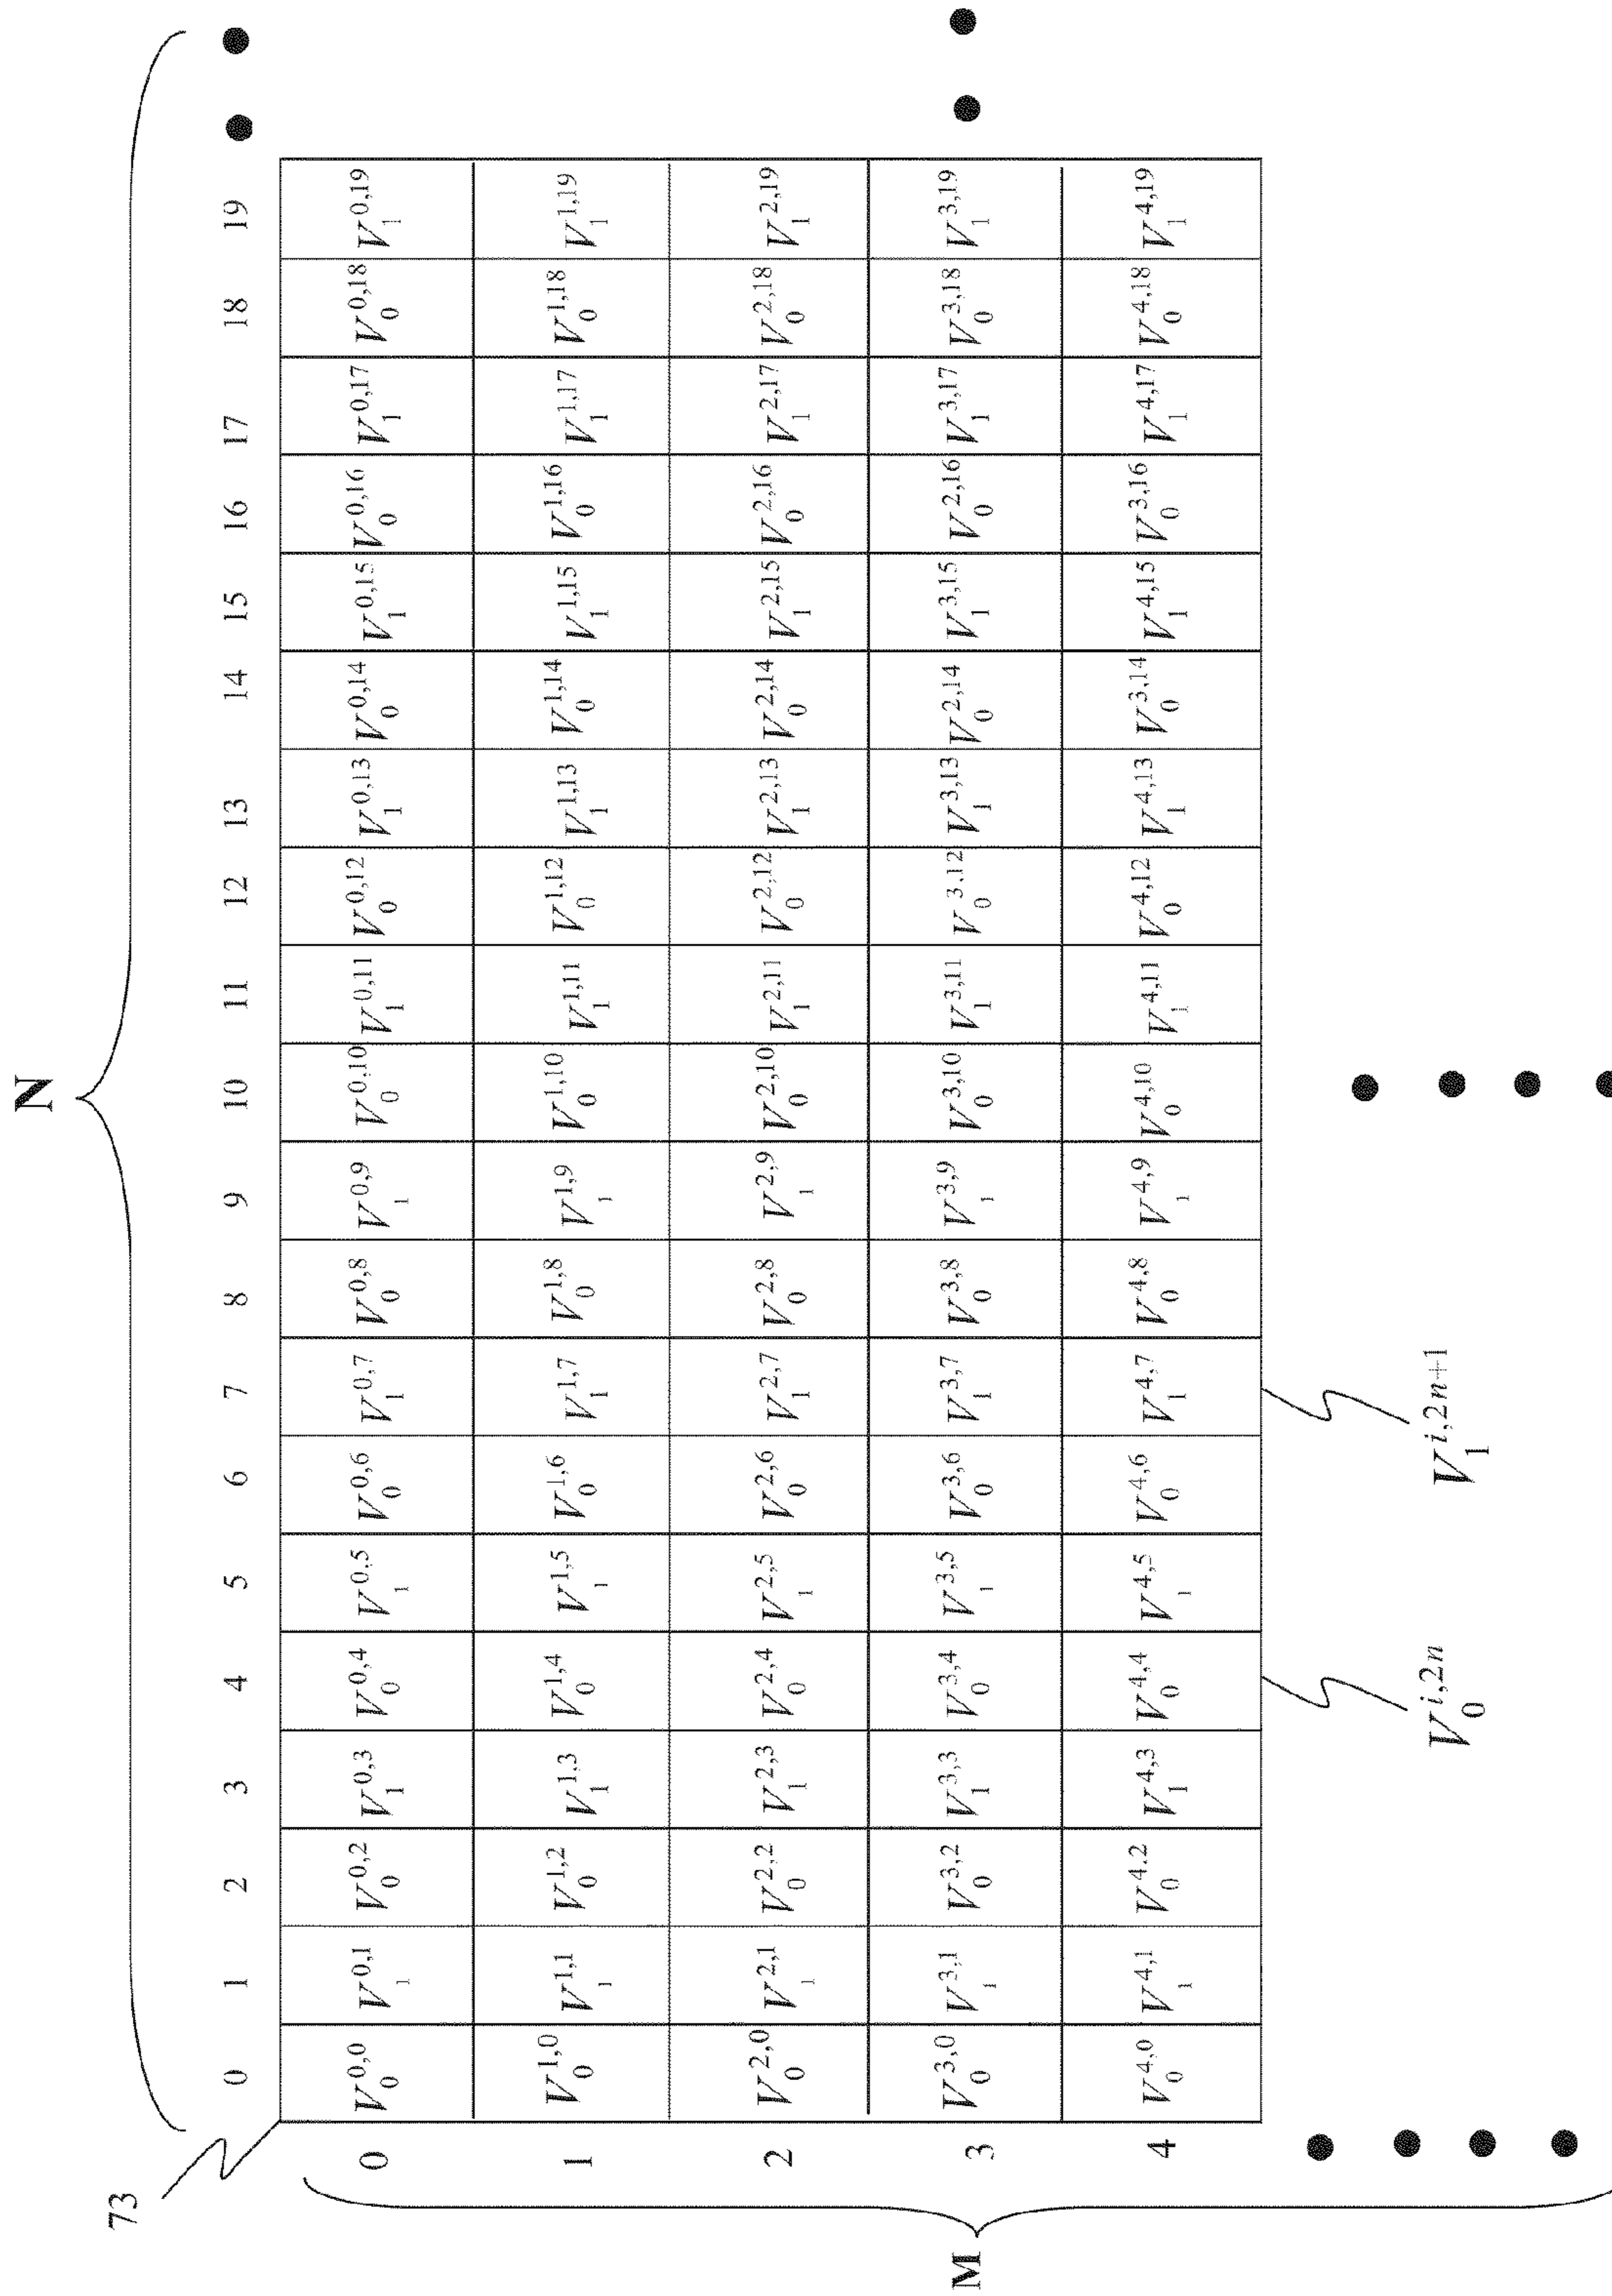 N
73
0 1 2 3 4 5 6 7 8 9 10 11 12 13 14 15 16 17 18 19
0 V_0^{0,0} V_1^{0,1} V_0^{0,2} V_1^{0,3} V_0^{0,4} V_1^{0,5} V_0^{0,6} V_1^{0,7} V_0^{0,8} V_1^{0,9} V_0^{0,10} V_1^{0,11} V_0^{0,12} V_1^{0,13} V_0^{0,14} V_1^{0,15} V_0^{0,16} V_1^{0,17} V_0^{0,18} V_1^{0,19}
1 V_0^{1,0} V_1^{1,1} V_0^{1,2} V_1^{1,3} V_0^{1,4} V_1^{1,5} V_0^{1,6} V_1^{1,7} V_0^{1,8} V_1^{1,9} V_0^{1,10} V_1^{1,11} V_0^{1,12} V_1^{1,13} V_0^{1,14} V_1^{1,15} V_0^{1,16} V_1^{1,17} V_0^{1,18} V_1^{1,19}
2 V_0^{2,0} V_1^{2,1} V_0^{2,2} V_1^{2,3} V_0^{2,4} V_1^{2,5} V_0^{2,6} V_1^{2,7} V_0^{2,8} V_1^{2,9} V_0^{2,10} V_1^{2,11} V_0^{2,12} V_1^{2,13} V_0^{2,14} V_1^{2,15} V_0^{2,16} V_1^{2,17} V_0^{2,18} V_1^{2,19}
M
3 V_0^{3,0} V_1^{3,1} V_0^{3,2} V_1^{3,3} V_0^{3,4} V_1^{3,5} V_0^{3,6} V_1^{3,7} V_0^{3,8} V_1^{3,9} V_0^{3,10} V_1^{3,11} V_0^{3,12} V_1^{3,13} V_0^{2,14} V_1^{3,15} V_0^{2,16} V_1^{3,17} V_0^{3,18} V_1^{3,19}
4 V_0^{4,0} V_1^{4,1} V_0^{4,2} V_1^{4,3} V_0^{4,4} V_1^{4,5} V_0^{4,6} V_1^{4,7} V_0^{4,8} V_1^{4,9} V_0^{4,10} V_1^{4,11} V_0^{4,12} V_1^{4,13} V_0^{3,14} V_1^{4,15} V_0^{3,16} V_1^{4,17} V_0^{4,18} V_1^{4,19}
V_0^{i,2n} V_1^{i,2n+1}